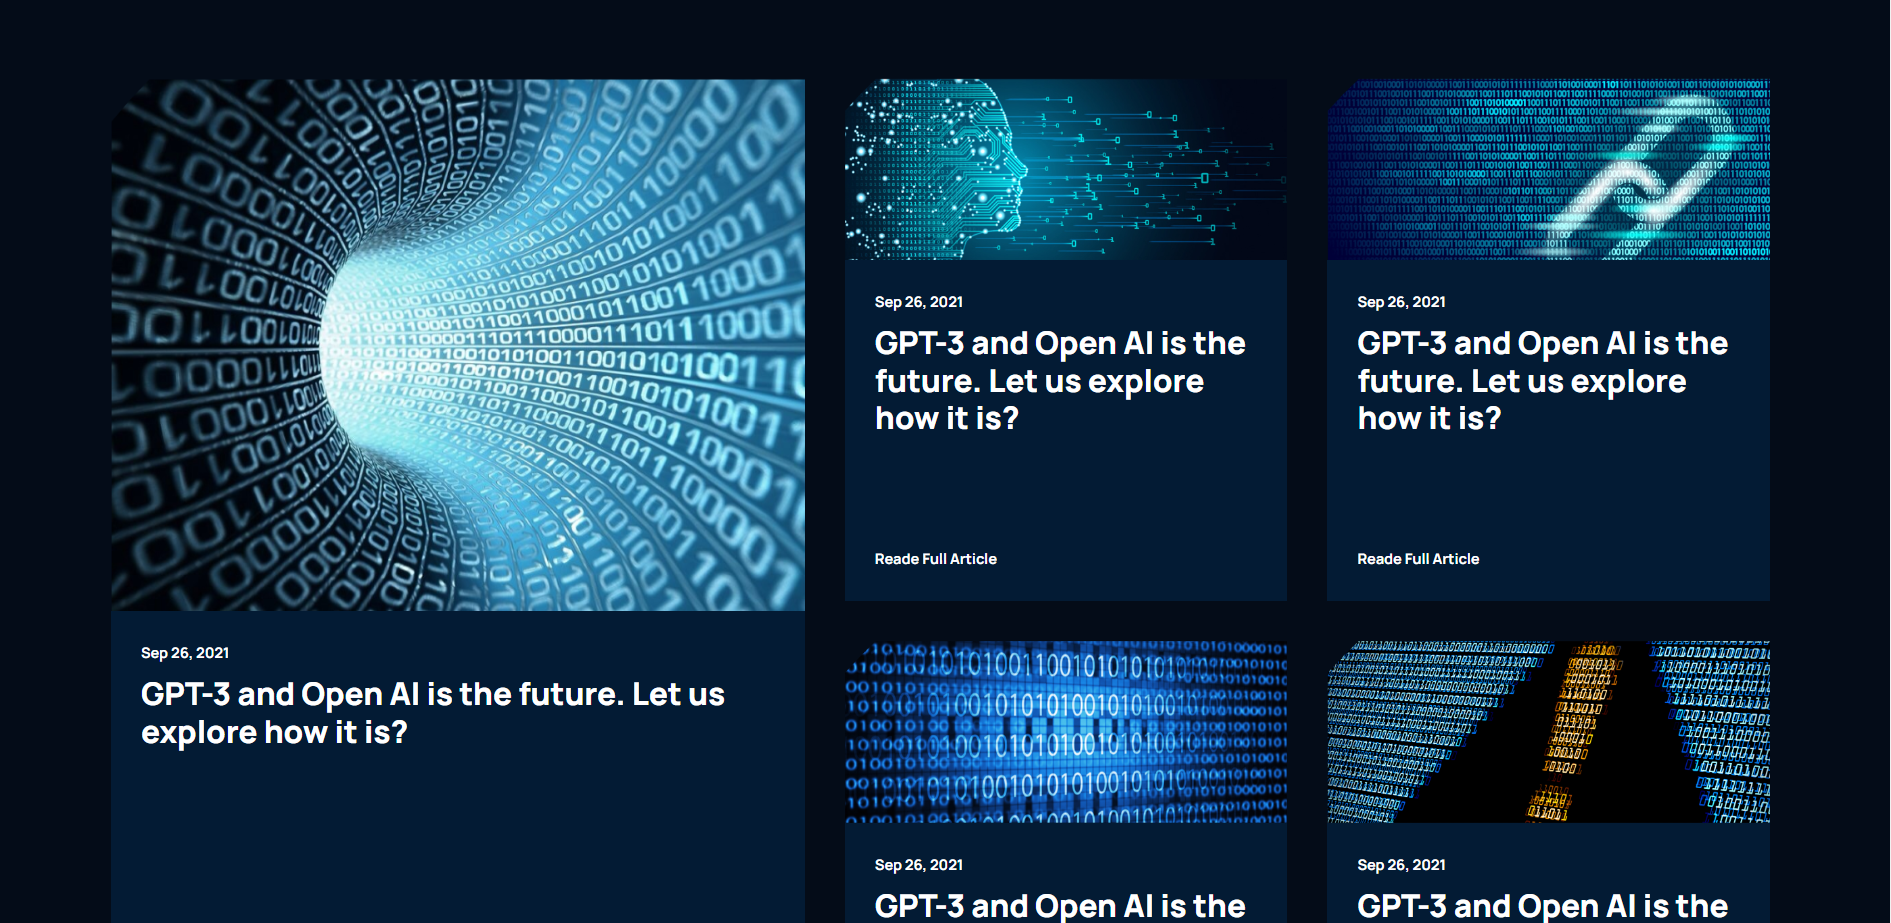 Sep 26, 2021
GPT-3 and Open AI is the future. Let us
explore how it is?
Sep 26, 2021
GPT-3 and Open AI is the
future. Let us explore
how it is?
Reade Full Article
Sep 26, 2021
GPT-3 and Open AI is the
future. Let us explore
how it is?
Reade Full Article
Sep 26, 2021
GPT-3 and Open AI is the
Sep 26, 2021
GPT-3 and Open AI is the